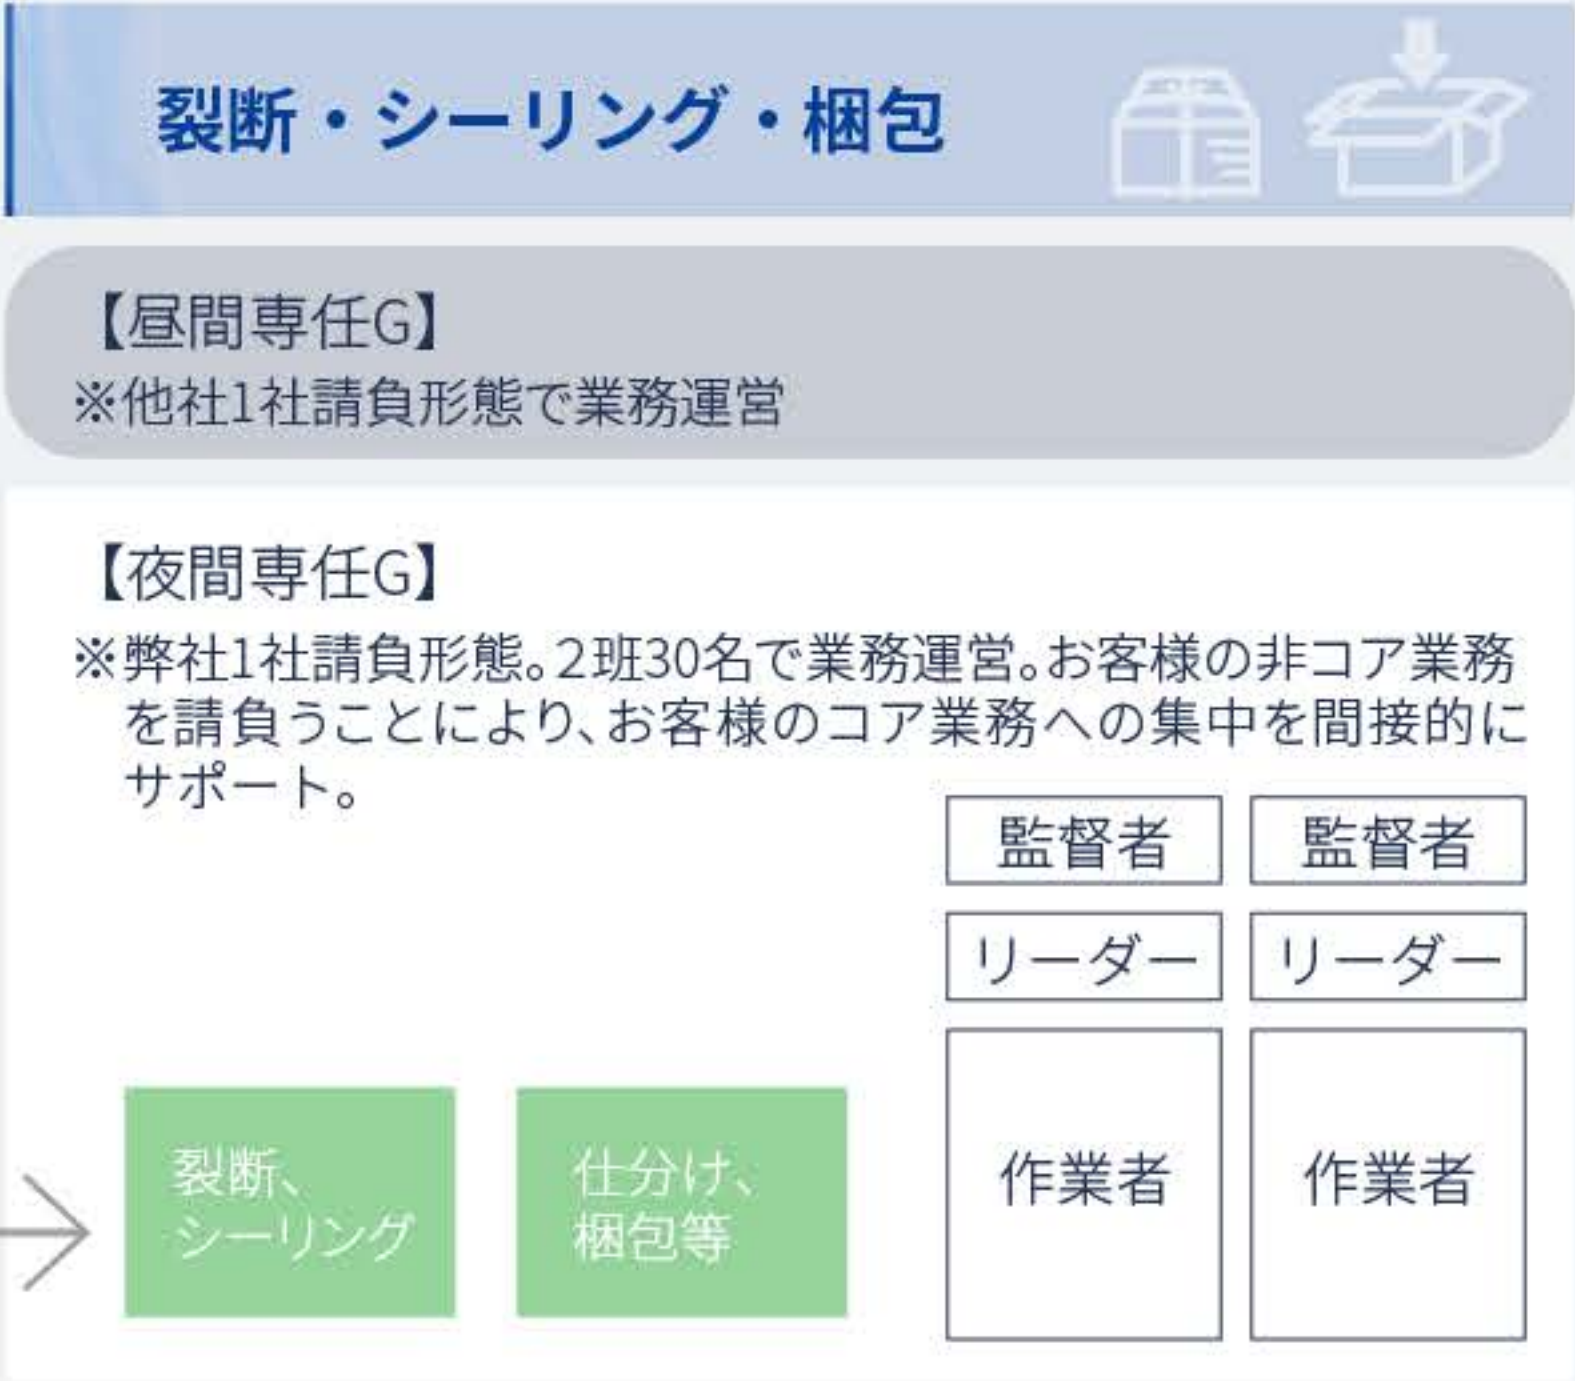 裂断・シーリング・梱包
【昼間専任G】
※他社1社請負形態で業務運営
【夜間専任G】
※弊社1社請負形態。2班30名で業務運営。お客様の非コア業務
を請負うことにより、お客様のコア業務への集中を間接的に
サポート。
監督者 監督者
リーダー リーダー
作業者 作業者
裂断、
シーリング
仕分け、
梱包等